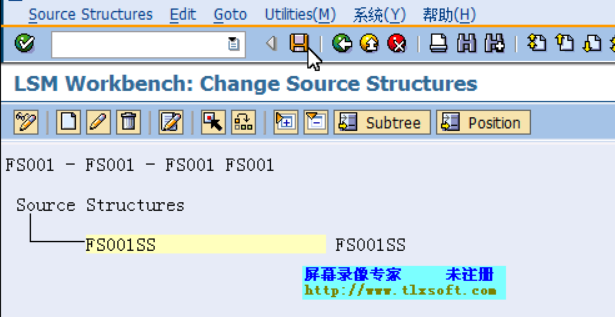 Source Structures Edit Goto Utilities(M) 系统(Y) 帮助(H)
LSM Workbench: Change Source Structures
Subtree Position
FS001 - FS001 - FS001 FS001
Source Structures
FS001SS FS001SS
屏幕录像专家 未注册
http://www.tlxsoft.com